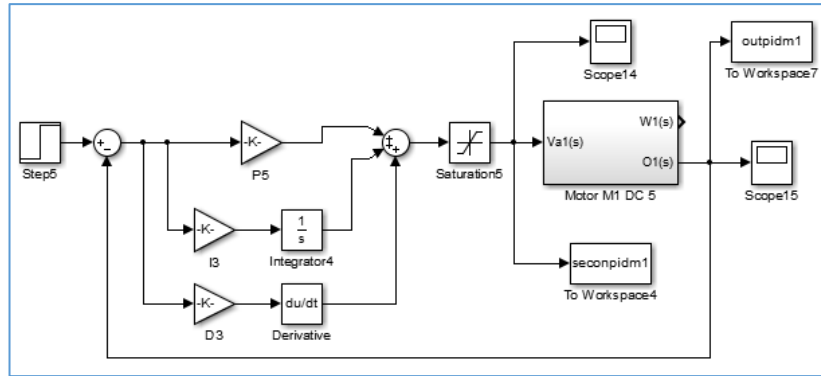 outpidm1
To Workspace7
Scope14
W1(s)
Va1(s)
O1(s)
Motor M1 DC 5
Scope15
Step5
-K-
P5
Saturation5
-K-
I3
1
s
Integrator4
seconpidm1
To Workspace4
-K-
D3
du/dt
Derivative